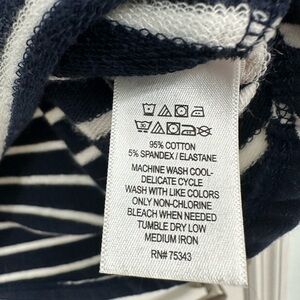 95% COTTON
5% SPANDEX / ELASTANE
MACHINE WASH COOL-
DELICATE CYCLE
WASH WITH LIKE COLORS
ONLY NON-CHLORINE
BLEACH WHEN NEEDED
TUMBLE DRY LOW
MEDIUM IRON
RN# 75343